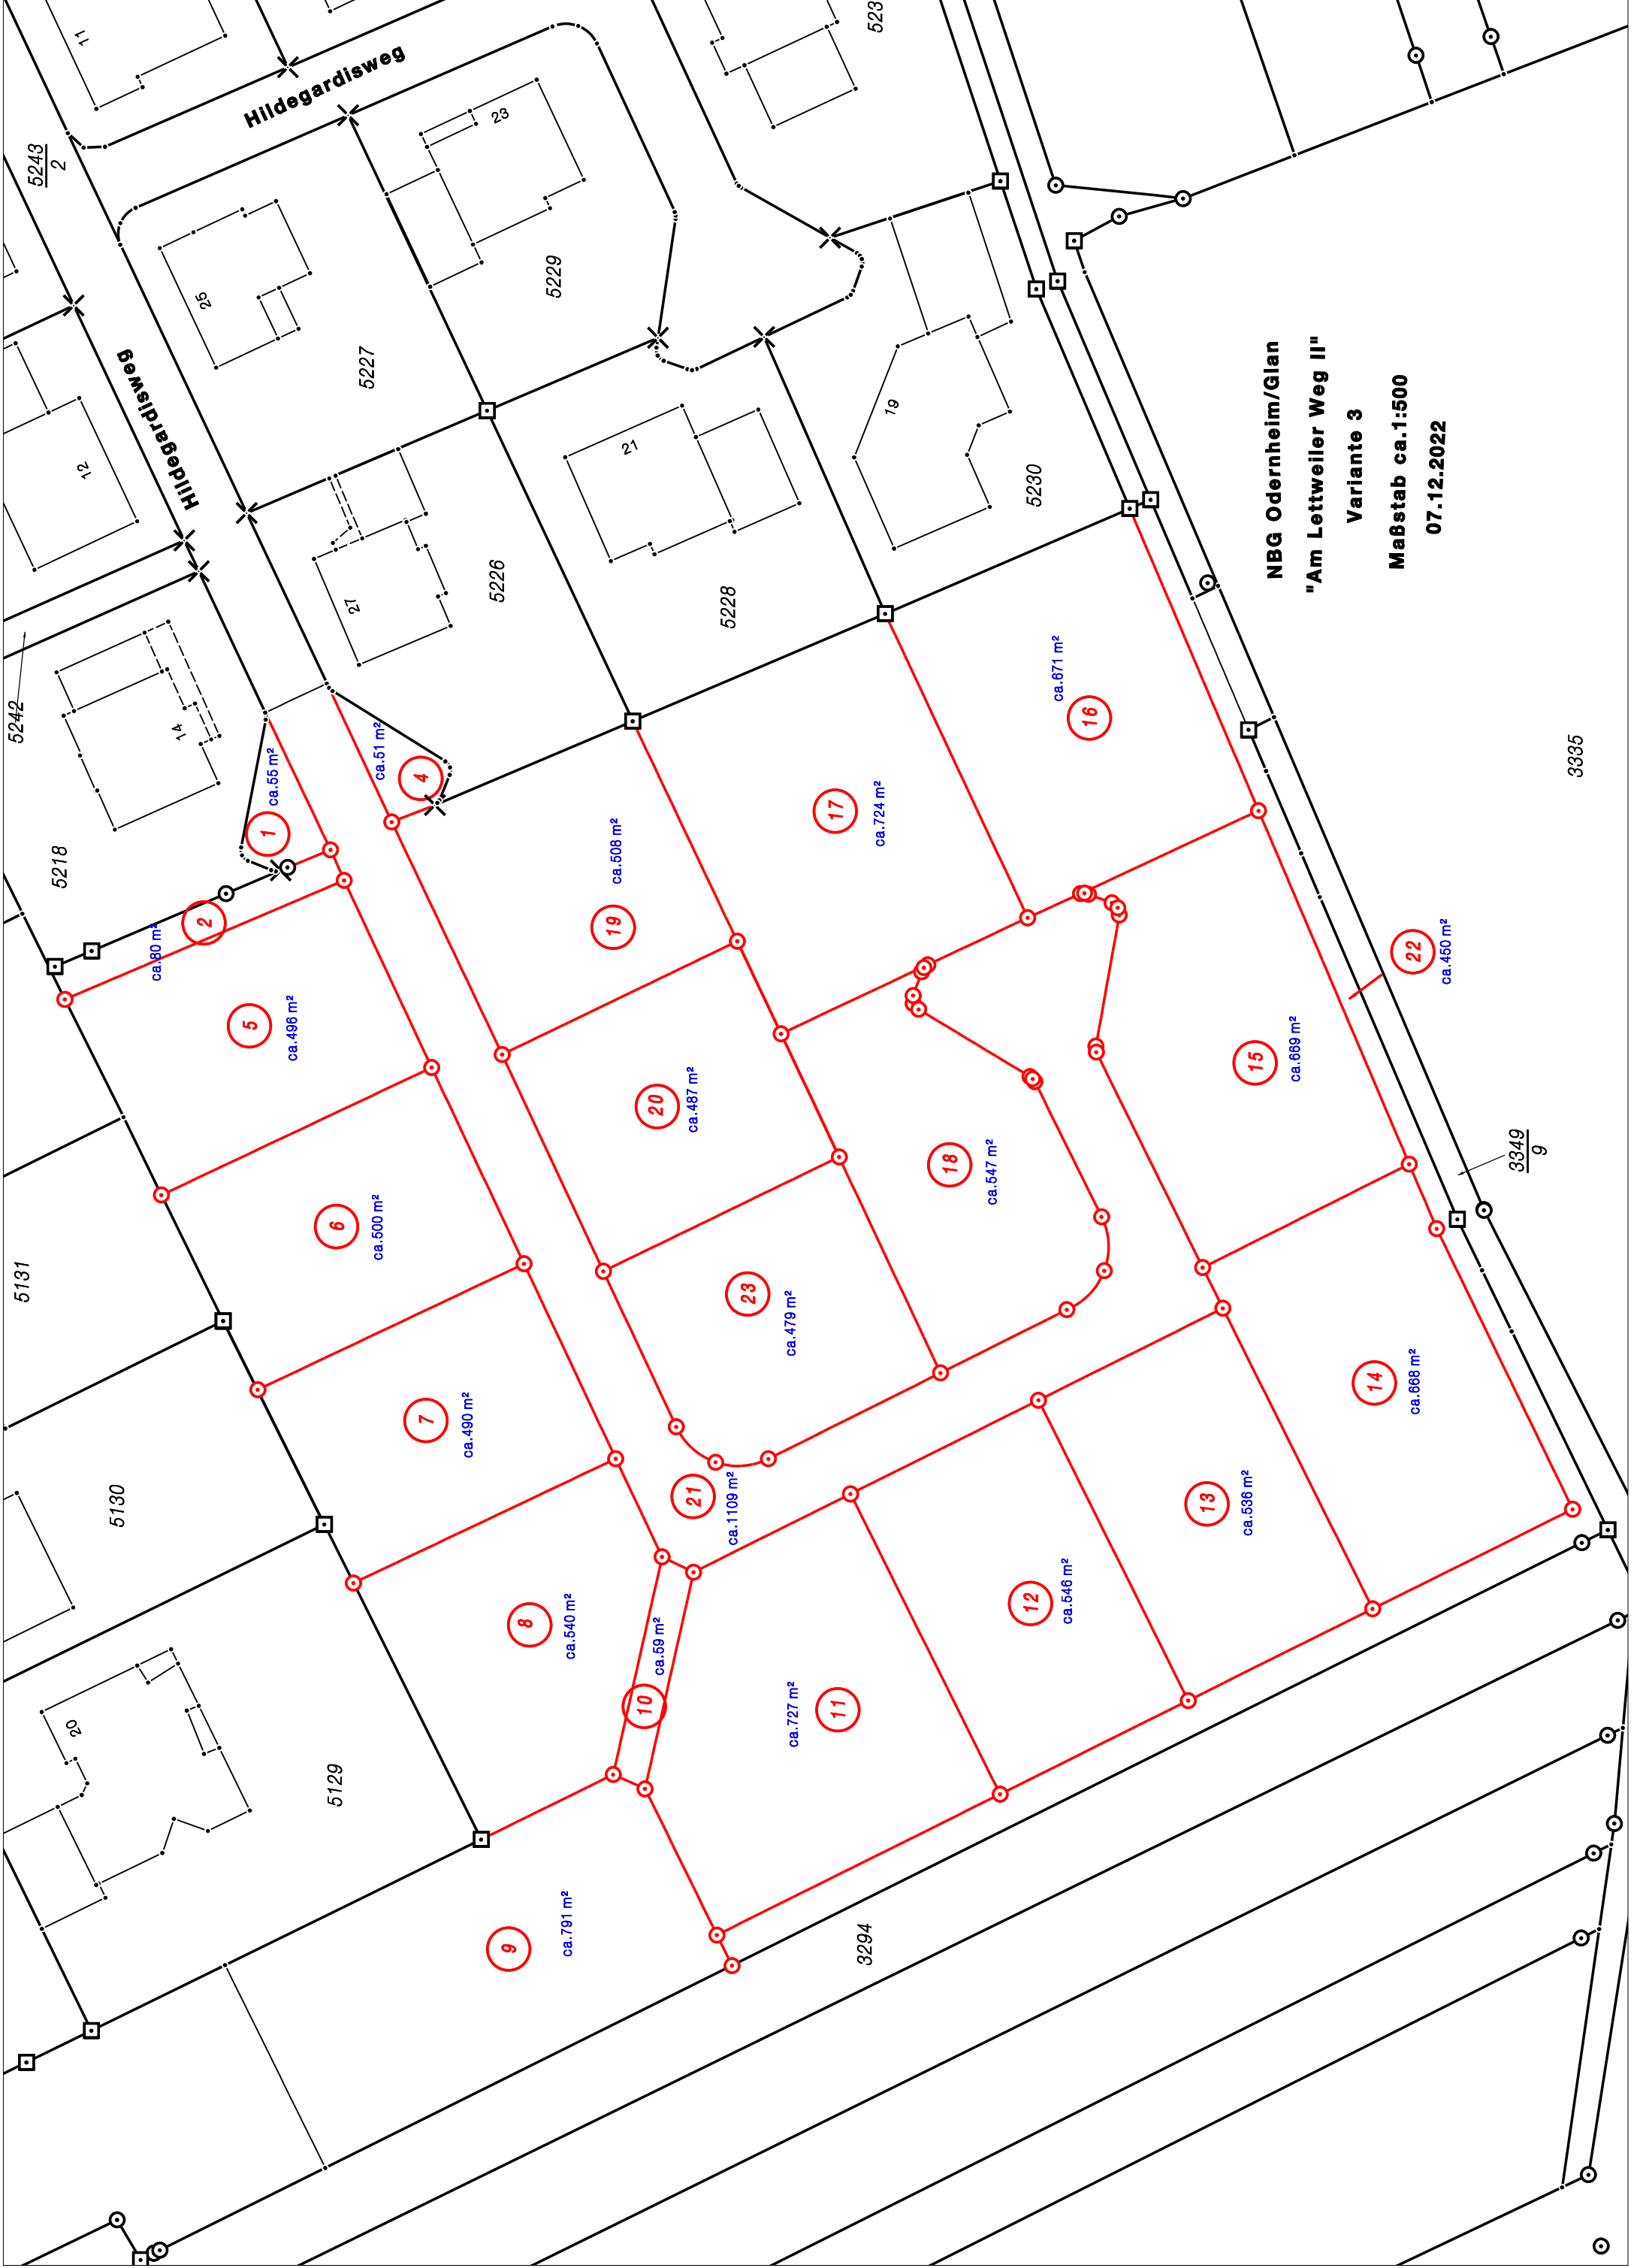 NBG Odernheim/Glan
"Am Lettweiler Weg II"
Variante 3
Maßstab ca.1:500
07.12.2022
Hildegardisweg
Hildegardisweg
11
5243
2
523
25
23
12
5227
5229
5242
27
21
19
14
5226
5228
5230
5218
1
ca.55 m²
2
ca.80 m²
4
ca.51 m²
5
ca.496 m²
6
ca.500 m²
7
ca.490 m²
8
ca.540 m²
9
ca.791 m²
10
ca.59 m²
11
ca.727 m²
12
ca.546 m²
13
ca.536 m²
14
ca.668 m²
15
ca.669 m²
16
ca.671 m²
17
ca.724 m²
18
ca.547 m²
19
ca.508 m²
20
ca.487 m²
21
ca.1109 m²
22
ca.450 m²
23
ca.479 m²
3335
3349
9
5131
5130
20
5129
3294